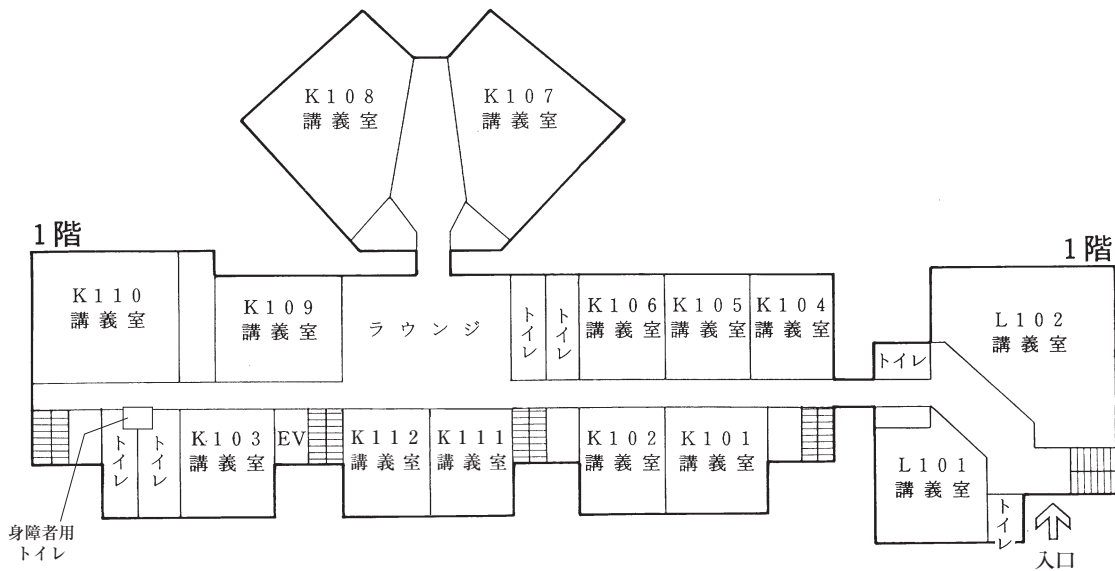 K108
講義室
K107
講義室
1階
1階
K110
講義室
K109
講義室
ラウンジ
トイレ
トイレ
K106
講義室
K105
講義室
K104
講義室
トイレ
L102
講義室
トイレ
トイレ
K103
講義室
EV
K112
講義室
K111
講義室
K102
講義室
K101
講義室
L101
講義室
トイレ
身障者用
トイレ
入口